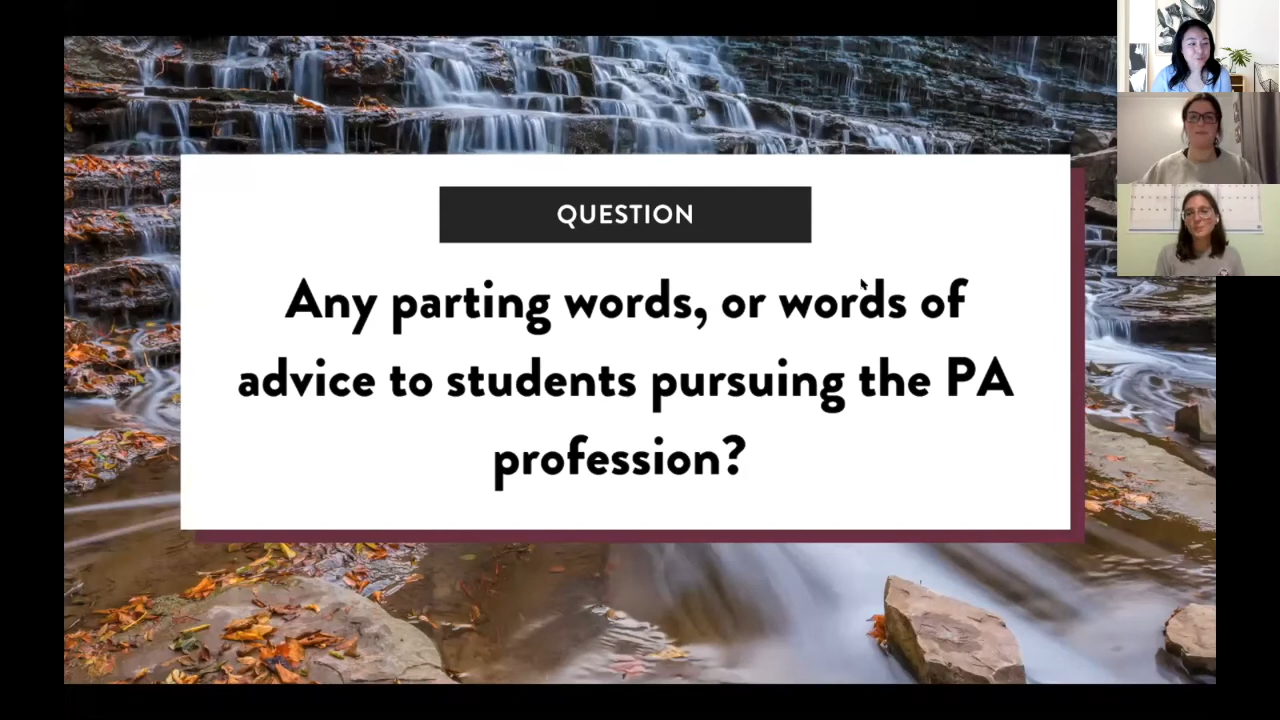 QUESTION
Any parting words, or words of
advice to students pursuing the PA
profession?